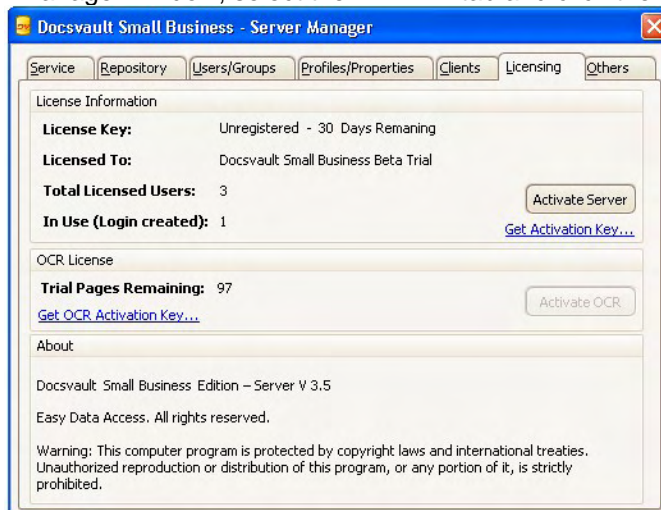 Docsvault Small Business - Server Manager
Service Repository Users/Groups Profiles/Properties Clients Licensing Others
License Information
License Key: Unregistered - 30 Days Remaning
Licensed To: Docsvault Small Business Beta Trial
Total Licensed Users: 3
Activate Server
In Use (Login created): 1
Get Activation Key...
OCR License
Trial Pages Remaining: 97
Activate OCR
Get OCR Activation Key...
About
Docsvault Small Business Edition – Server V 3.5
Easy Data Access. All rights reserved.
Warning: This computer program is protected by copyright laws and international treaties.
Unauthorized reproduction or distribution of this program, or any portion of it, is strictly
prohibited.